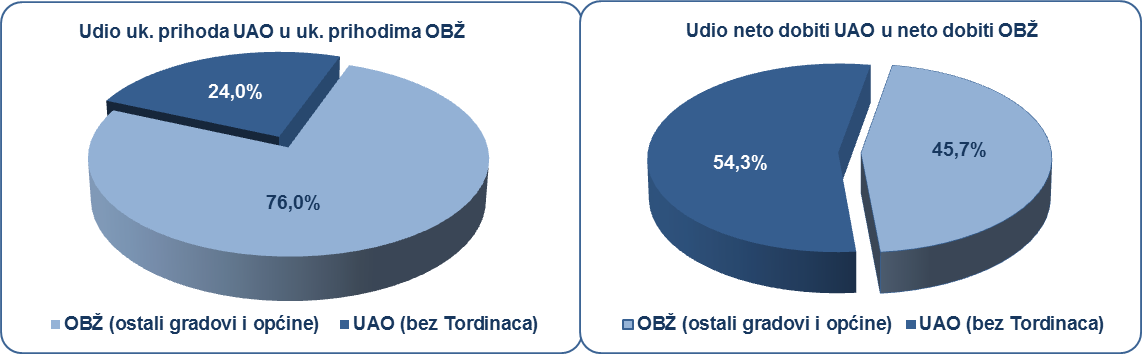 Udio uk. prihoda UAO u uk. prihodima OBŽ
24,0%
76,0%
OBŽ (ostali gradovi i općine) UAO (bez Tordinaca)
Udio neto dobiti UAO u neto dobiti OBŽ
54,3%
45,7%
OBŽ (ostali gradovi i općine) UAO (bez Tordinaca)